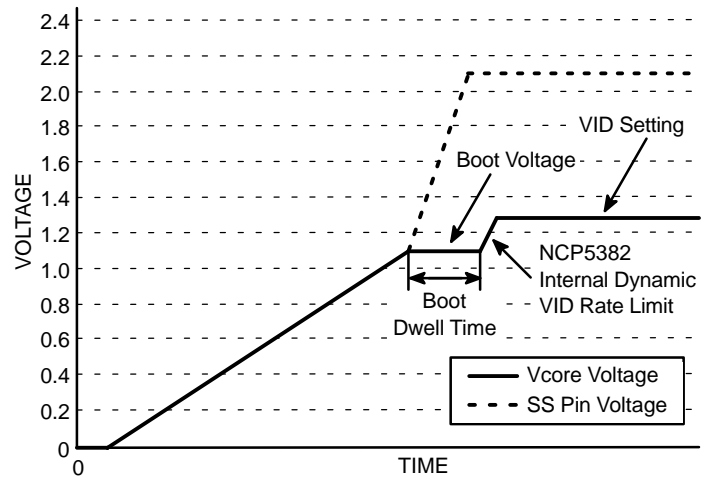 2.4
2.2
2.0
1.8
1.6
1.4
1.2
1.0
0.8
0.6
0.4
0.2
0
VOLTAGE
0
TIME
VID Setting
Boot Voltage
NCP5382
Internal Dynamic
VID Rate Limit
Boot
Dwell Time
Vcore Voltage
SS Pin Voltage